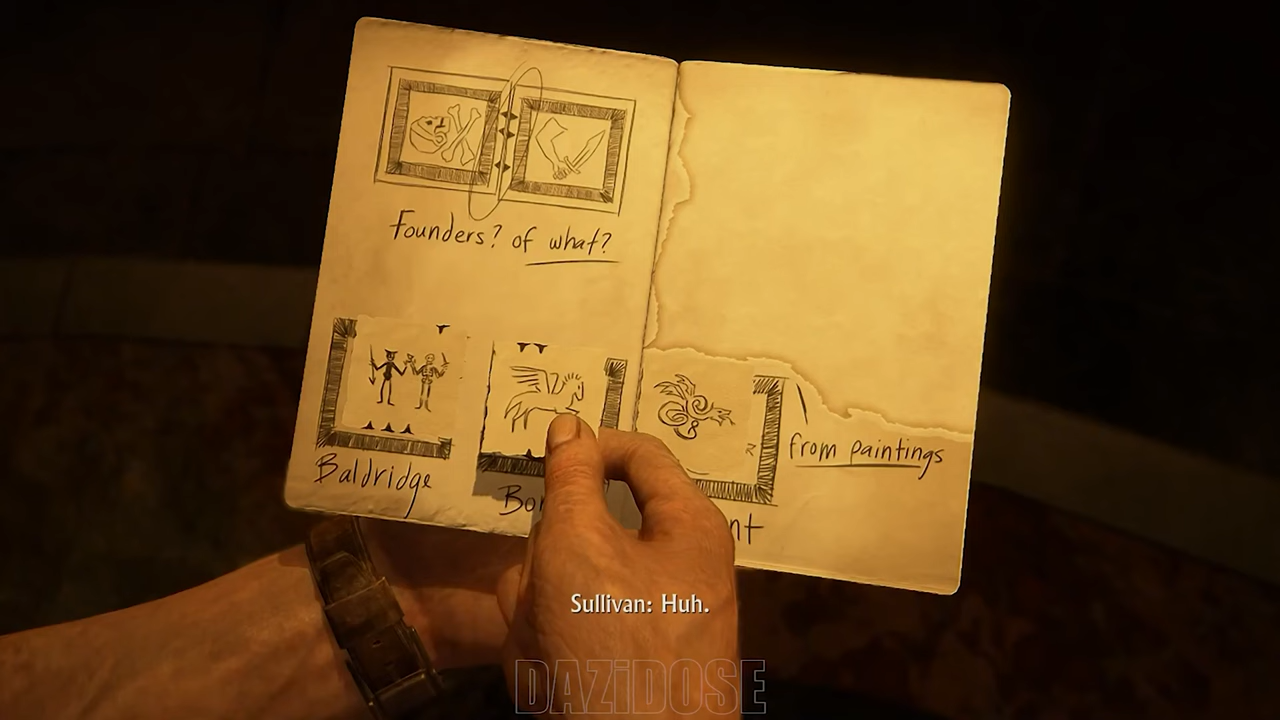 Founders? of what?
Baldridge
from paintings
Sullivan: Huh.
DAZiDOSE